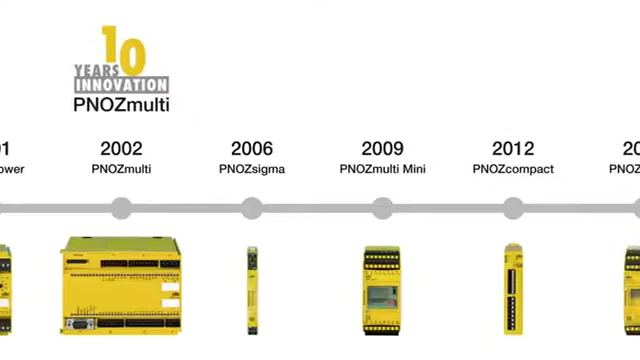 10
YEARS
INNOVATION
PNOZmulti
2002
PNOZmulti
2006
PNOZsigma
2009
PNOZmulti Mini
2012
PNOZcompact